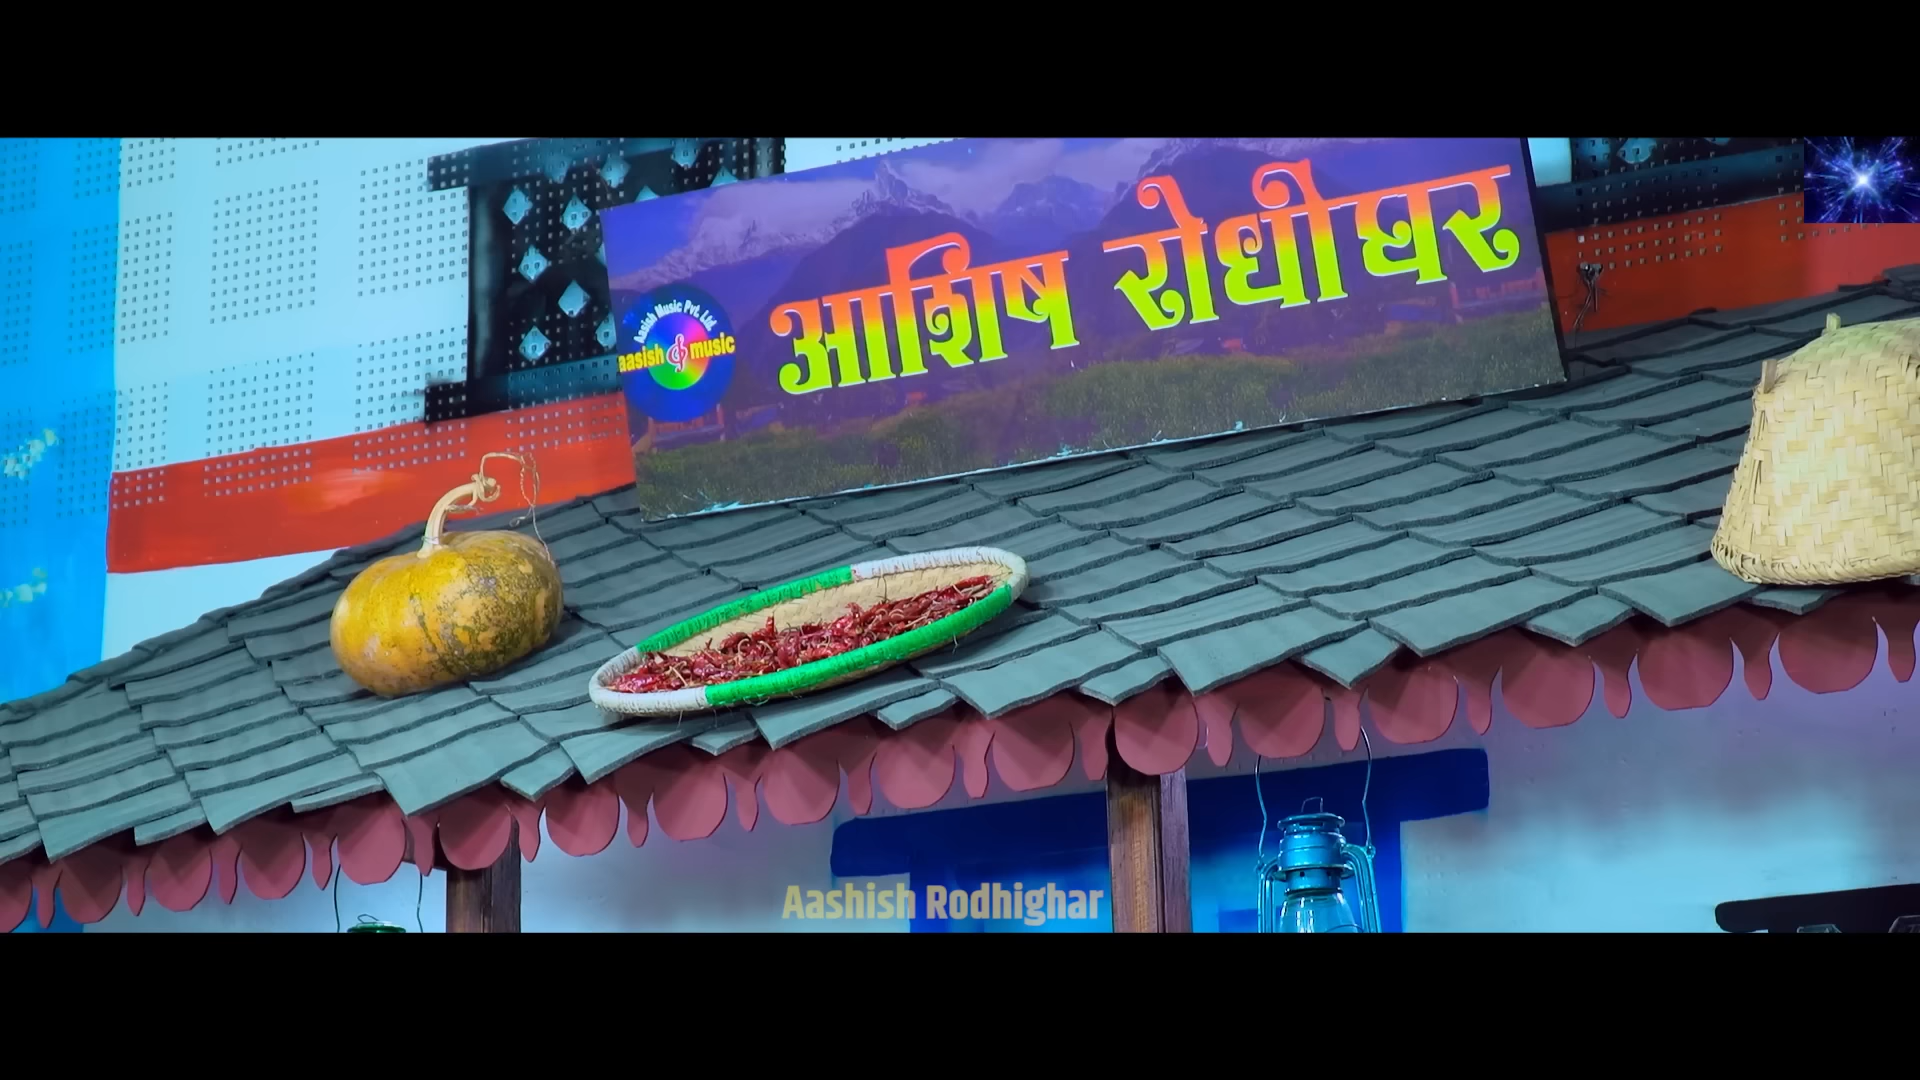 आशिष रोधीघर
Aasish Music Pvt. Ltd.
aasish music
Aashish Rodhighar